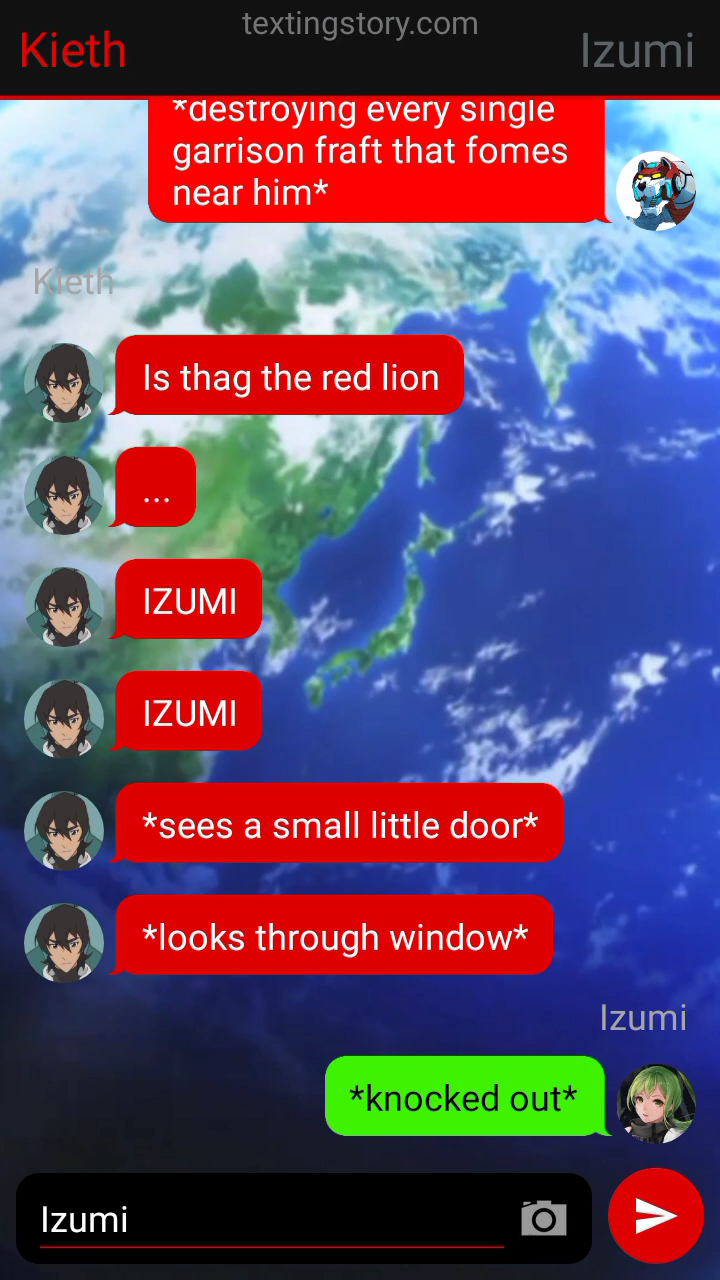 textingstory.com
Kieth
Izumi
*destroying every single
garrison fraft that fomes
near him*
Kieth
Is thag the red lion
...
IZUMI
IZUMI
*sees a small little door*
*looks through window*
Izumi
*knocked out*
Izumi